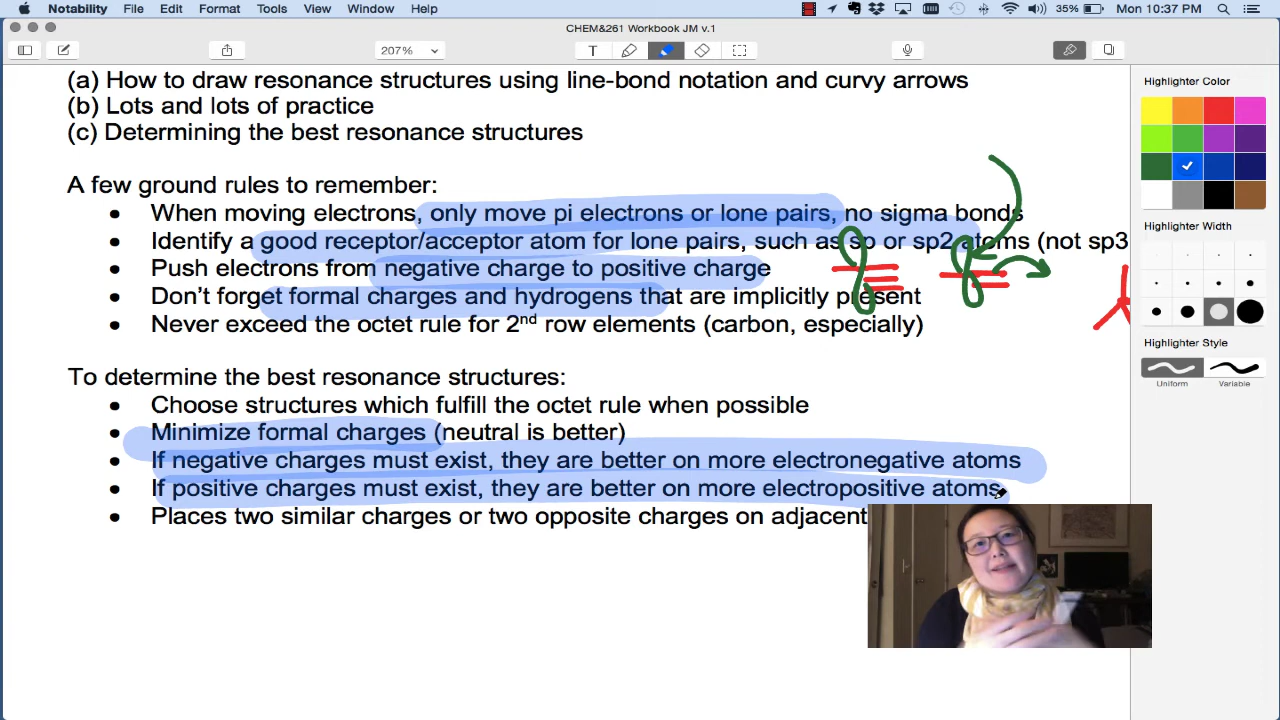 Notability File Edit Format Tools View Window Help 35% Mon 10:37 PM
CHEM&261 Workbook JM v.1
207% T
(a) How to draw resonance structures using line-bond notation and curvy arrows
(b) Lots and lots of practice
(c) Determining the best resonance structures
A few ground rules to remember:
• When moving electrons, only move pi electrons or lone pairs, no sigma bonds
• Identify a good receptor/acceptor atom for lone pairs, such as sp or sp2 atoms (not sp3
• Push electrons from negative charge to positive charge
• Don't forget formal charges and hydrogens that are implicitly present
• Never exceed the octet rule for 2nd row elements (carbon, especially)
To determine the best resonance structures:
• Choose structures which fulfill the octet rule when possible
• Minimize formal charges (neutral is better)
• If negative charges must exist, they are better on more electronegative atoms
• If positive charges must exist, they are better on more electropositive atoms
• Places two similar charges or two opposite charges on adjacent
Highlighter Color
Highlighter Width
Highlighter Style
Uniform Variable